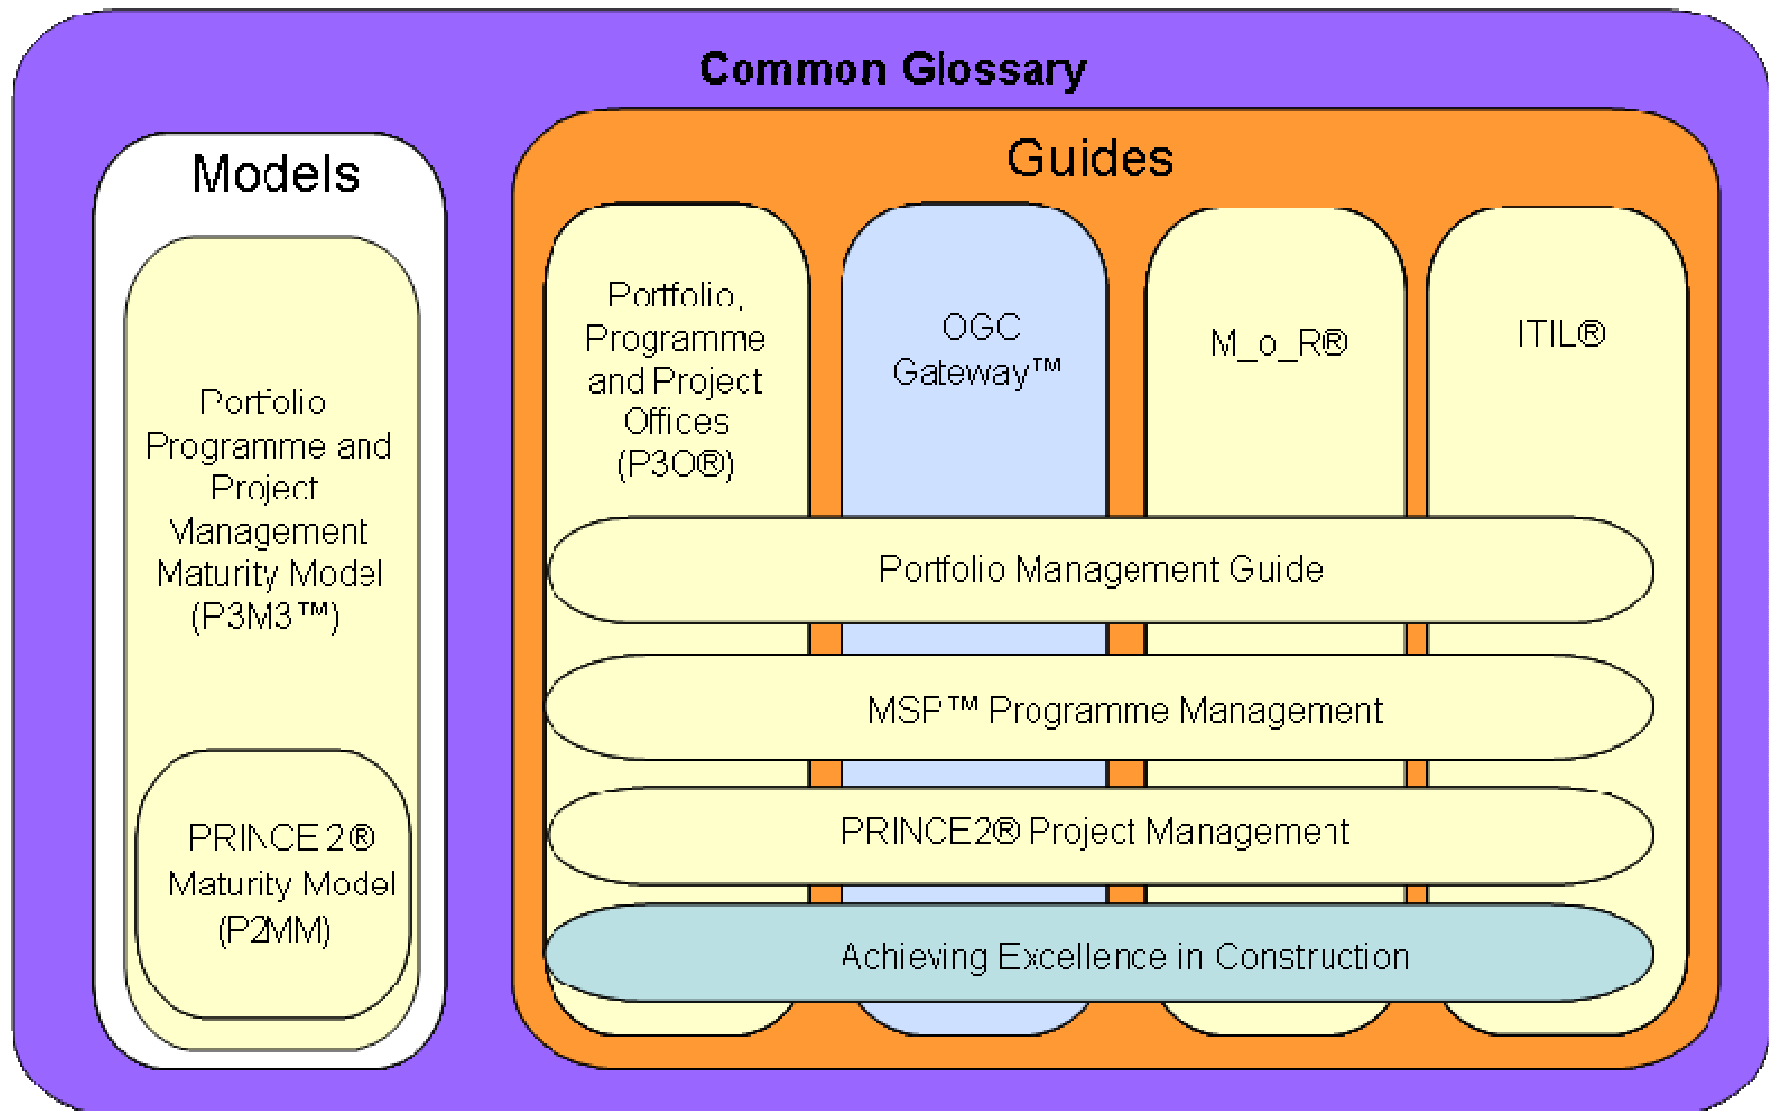 Common Glossary
Models
Portfolio
Programme and
Project
Management
Maturity Model
(P3M3™)
PRINCE2®
Maturity Model
(P2MM)
Guides
Portfolio,
Programme
and Project
Offices
(P3O®)
OGC
Gateway™
M_o_R®
ITIL®
Portfolio Management Guide
MSP™ Programme Management
PRINCE2® Project Management
Achieving Excellence in Construction